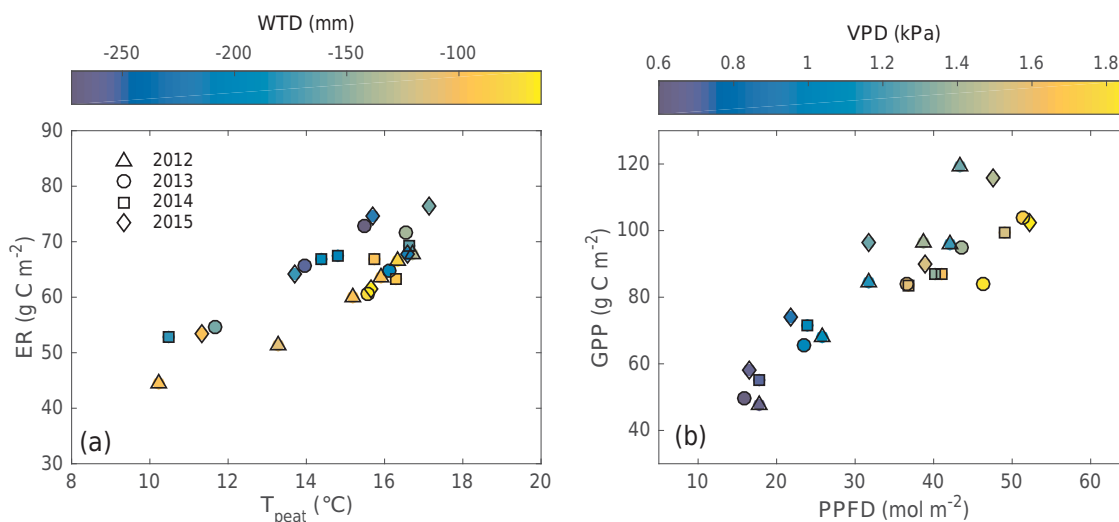 WTD (mm)
-250 -200 -150 -100
90
80
70
60
50
40
30
ER (g C m-2)
2012
2013
2014
2015
(a)
8 10 12 14 16 18 20
Tpeat (°C)
VPD (kPa)
0.6 0.8 1 1.2 1.4 1.6 1.8
120
100
80
60
40
GPP (g C m-2)
(b)
10 20 30 40 50 60
PPFD (mol m-2)